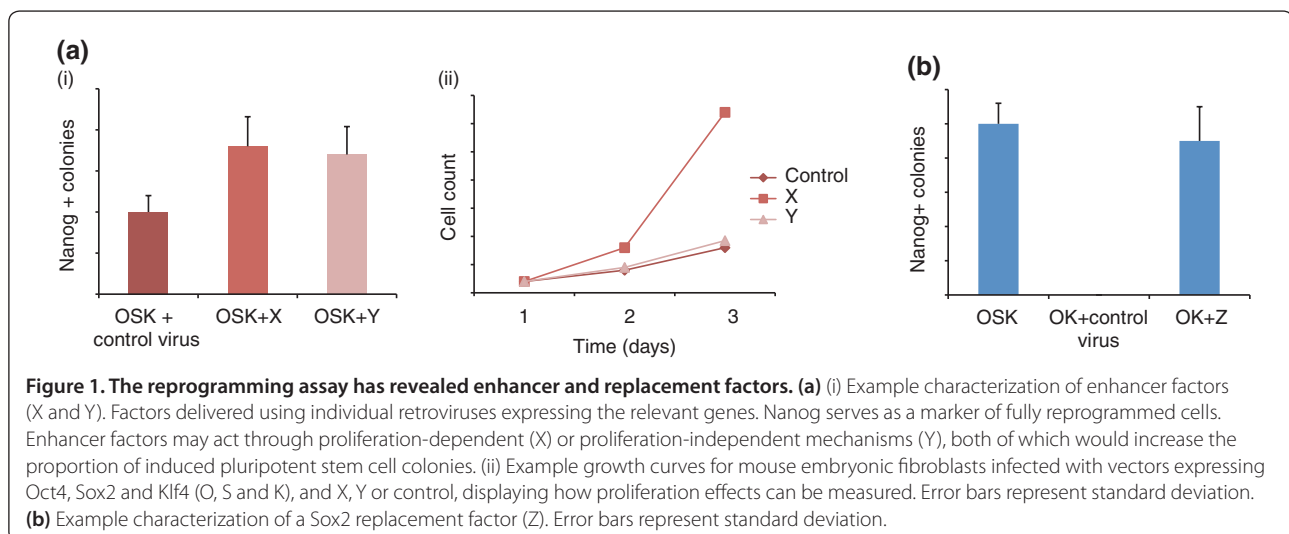 (a)
(i)
Nanog + colonies
OSK +
control virus
OSK+X
OSK+Y
(ii)
Cell count
Control
X
Y
1
2
3
Time (days)
(b)
Nanog+ colonies
OSK
OK+control
virus
OK+Z
Figure 1. The reprogramming assay has revealed enhancer and replacement factors. (a) (i) Example characterization of enhancer factors
(X and Y). Factors delivered using individual retroviruses expressing the relevant genes. Nanog serves as a marker of fully reprogrammed cells.
Enhancer factors may act through proliferation-dependent (X) or proliferation-independent mechanisms (Y), both of which would increase the
proportion of induced pluripotent stem cell colonies. (ii) Example growth curves for mouse embryonic fibroblasts infected with vectors expressing
Oct4, Sox2 and Klf4 (O, S and K), and X, Y or control, displaying how proliferation effects can be measured. Error bars represent standard deviation.
(b) Example characterization of a Sox2 replacement factor (Z). Error bars represent standard deviation.